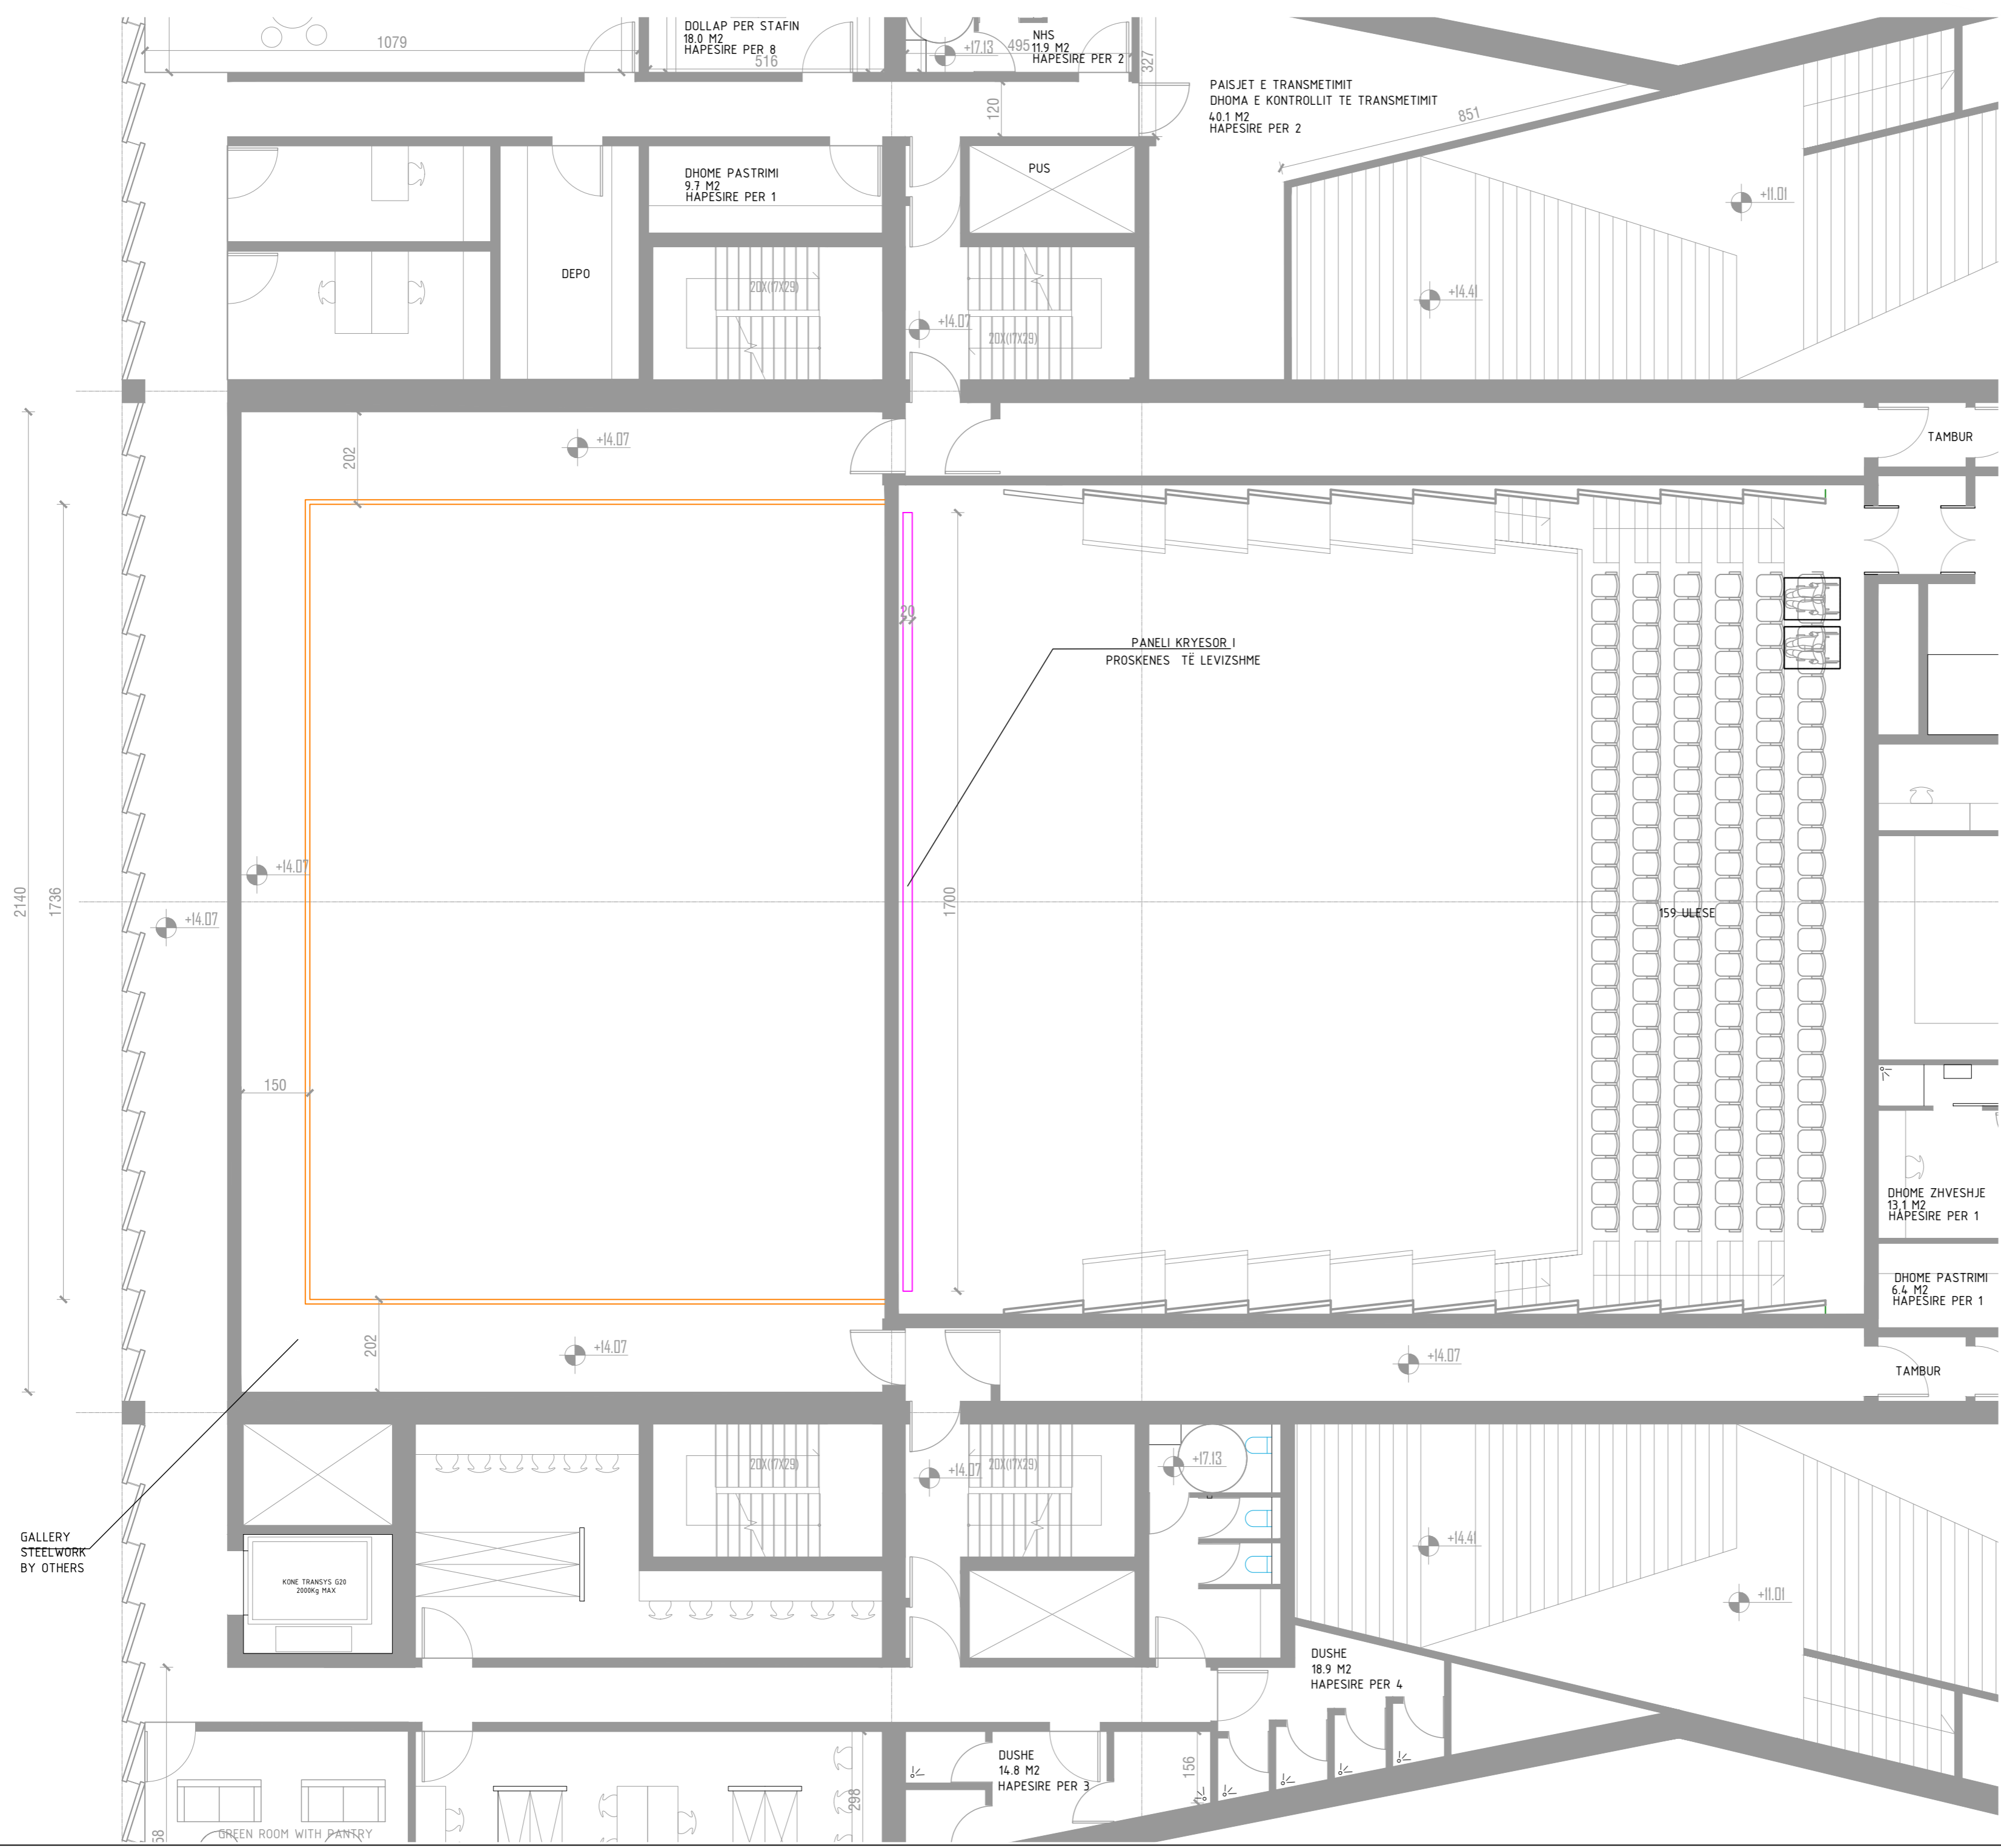 DOLLAP PER STAFIN
18.0 M2
HAPESIRE PER 8
516
1079
+17.13
495
NHS
11.9 M2
HAPESIRE PER 2
327
120
PAISJET E TRANSMETIMIT
DHOMA E KONTROLLIT TE TRANSMETIMIT
40.1 M2
HAPESIRE PER 2
851
DHOME PASTRIMI
9.7 M2
HAPESIRE PER 1
PUS
+11.01
DEPO
20X(17X29)
+14.07
20X(17X29)
+14.41
+14.07
202
TAMBUR
20
PANELI KRYESOR I
PROSKENES TË LEVIZSHME
+14.07
+14.07
2140
1736
1700
159 ULESE
150
DHOME ZHVESHJE
13.1 M2
HAPESIRE PER 1
DHOME PASTRIMI
6.4 M2
HAPESIRE PER 1
202
+14.07
+14.07
TAMBUR
20X(17X29)
+14.07
20X(17X29)
+17.13
+14.41
GALLERY
STEELWORK
BY OTHERS
KONE TRANSYS G20
2000Kg MAX
+11.01
DUSHE
18.9 M2
HAPESIRE PER 4
DUSHE
14.8 M2
HAPESIRE PER 3
156
298
58
GREEN ROOM WITH PANTRY